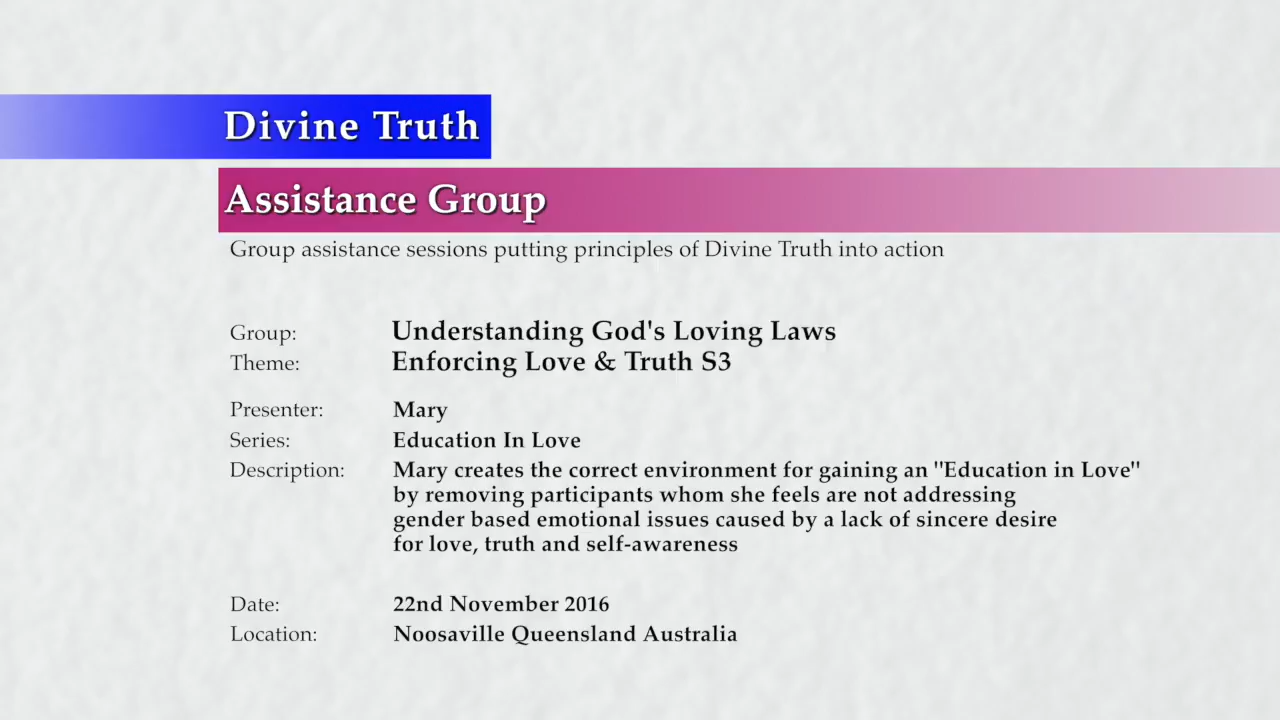 Divine Truth
Assistance Group
Group assistance sessions putting principles of Divine Truth into action
Group: Understanding God's Loving Laws
Theme: Enforcing Love & Truth S3
Presenter: Mary
Series: Education In Love
Description: Mary creates the correct environment for gaining an "Education in Love"
by removing participants whom she feels are not addressing
gender based emotional issues caused by a lack of sincere desire
for love, truth and self-awareness
Date: 22nd November 2016
Location: Noosaville Queensland Australia